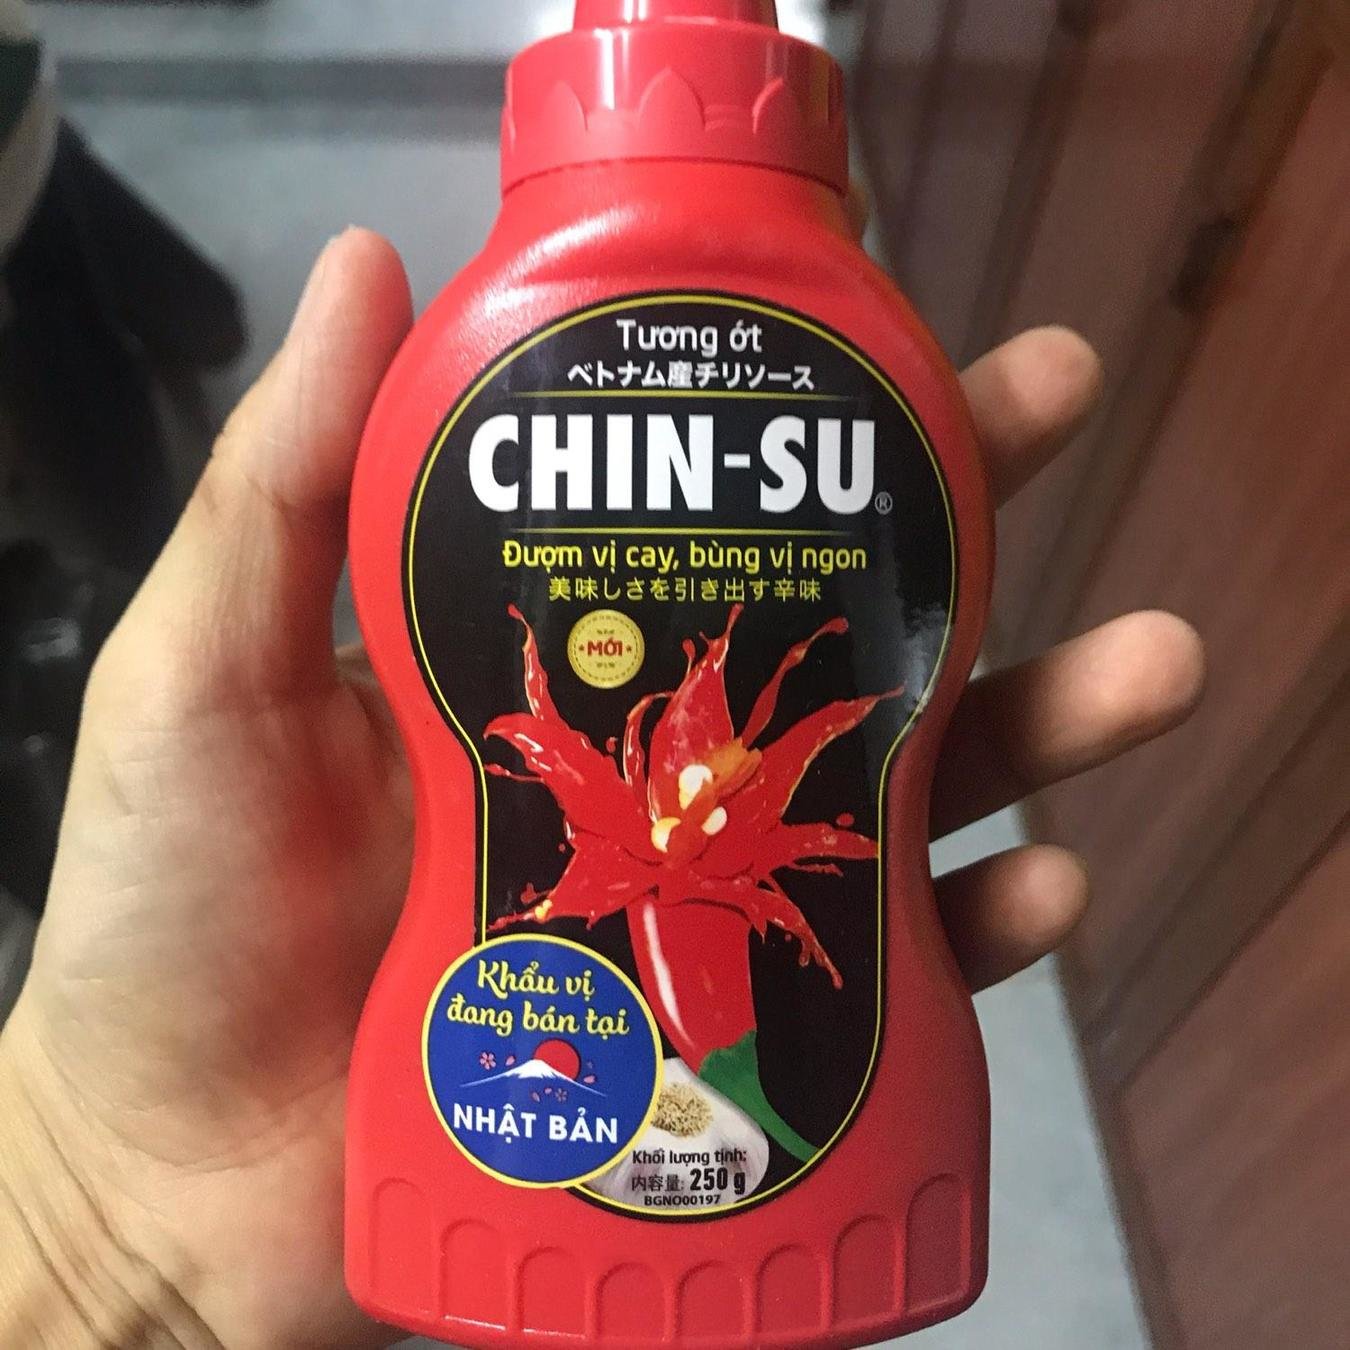 Tương ớt
ベトナム産チリソース
CHIN-SU®
Đượm vị cay, bùng vị ngon
美味しさを引き出す辛味
MỚI
Khẩu vị
đang bán tại
NHẬT BẢN
Khối lượng tịnh:
内容量: 250 g
BGNO00197